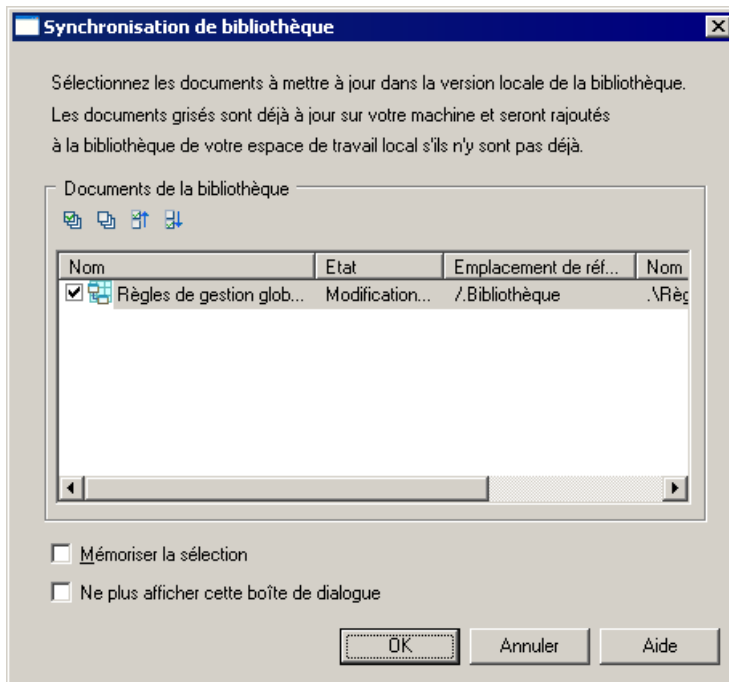 Synchronisation de bibliothèque
Sélectionnez les documents à mettre à jour dans la version locale de la bibliothèque.
Les documents grisés sont déjà à jour sur votre machine et seront rajoutés
à la bibliothèque de votre espace de travail local s'ils n'y sont pas déjà.
Documents de la bibliothèque
Nom Etat Emplacement de réf... Nom
Règles de gestion glob... Modification... /.Bibliothèque .\Règ
Mémoriser la sélection
Ne plus afficher cette boîte de dialogue
OK Annuler Aide